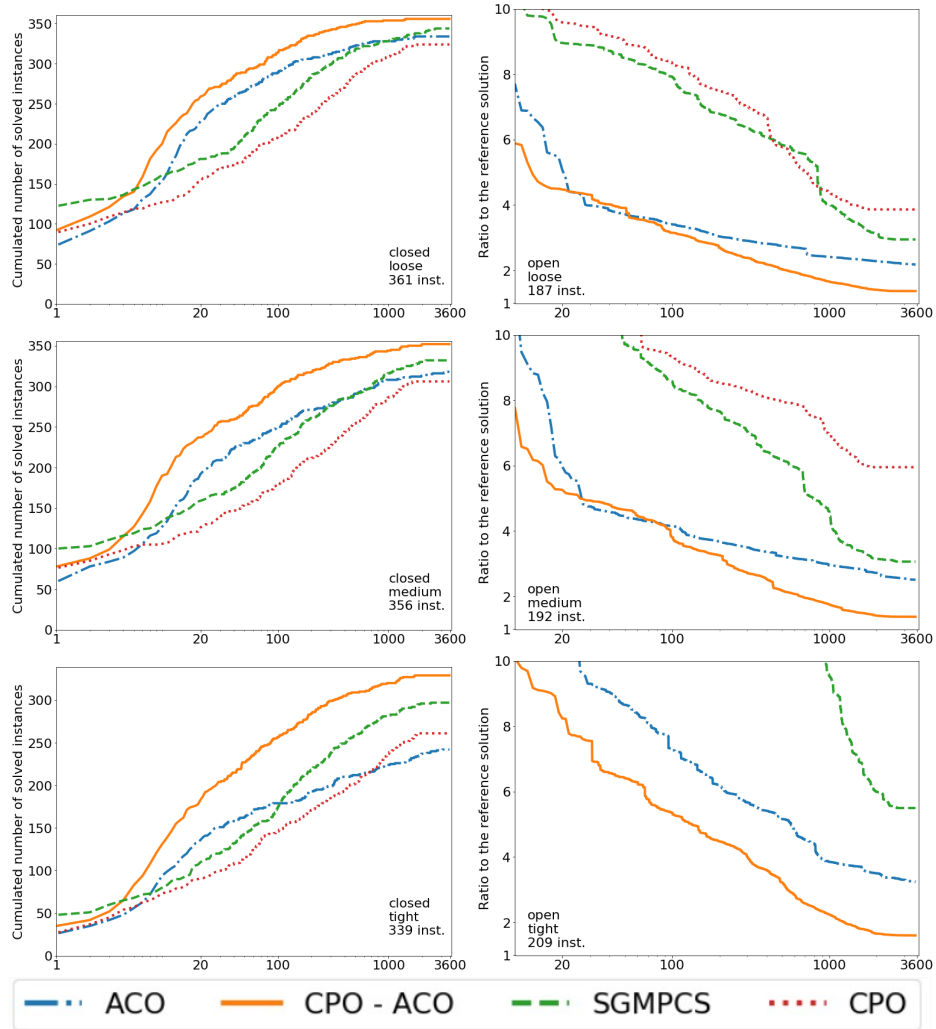 350
300
250
200
150
100
50
0
Cumulated number of solved instances
closed
loose
361 inst.
1 20 100 1000 3600
10
8
6
4
2
1
Ratio to the reference solution
open
loose
187 inst.
20 100 1000 3600
350
300
250
200
150
100
50
0
Cumulated number of solved instances
closed
medium
356 inst.
1 20 100 1000 3600
10
8
6
4
2
1
Ratio to the reference solution
open
medium
192 inst.
20 100 1000 3600
300
250
200
150
100
50
0
Cumulated number of solved instances
closed
tight
339 inst.
1 20 100 1000 3600
10
8
6
4
2
1
Ratio to the reference solution
open
tight
209 inst.
20 100 1000 3600
ACO CPO - ACO SGMPCS CPO